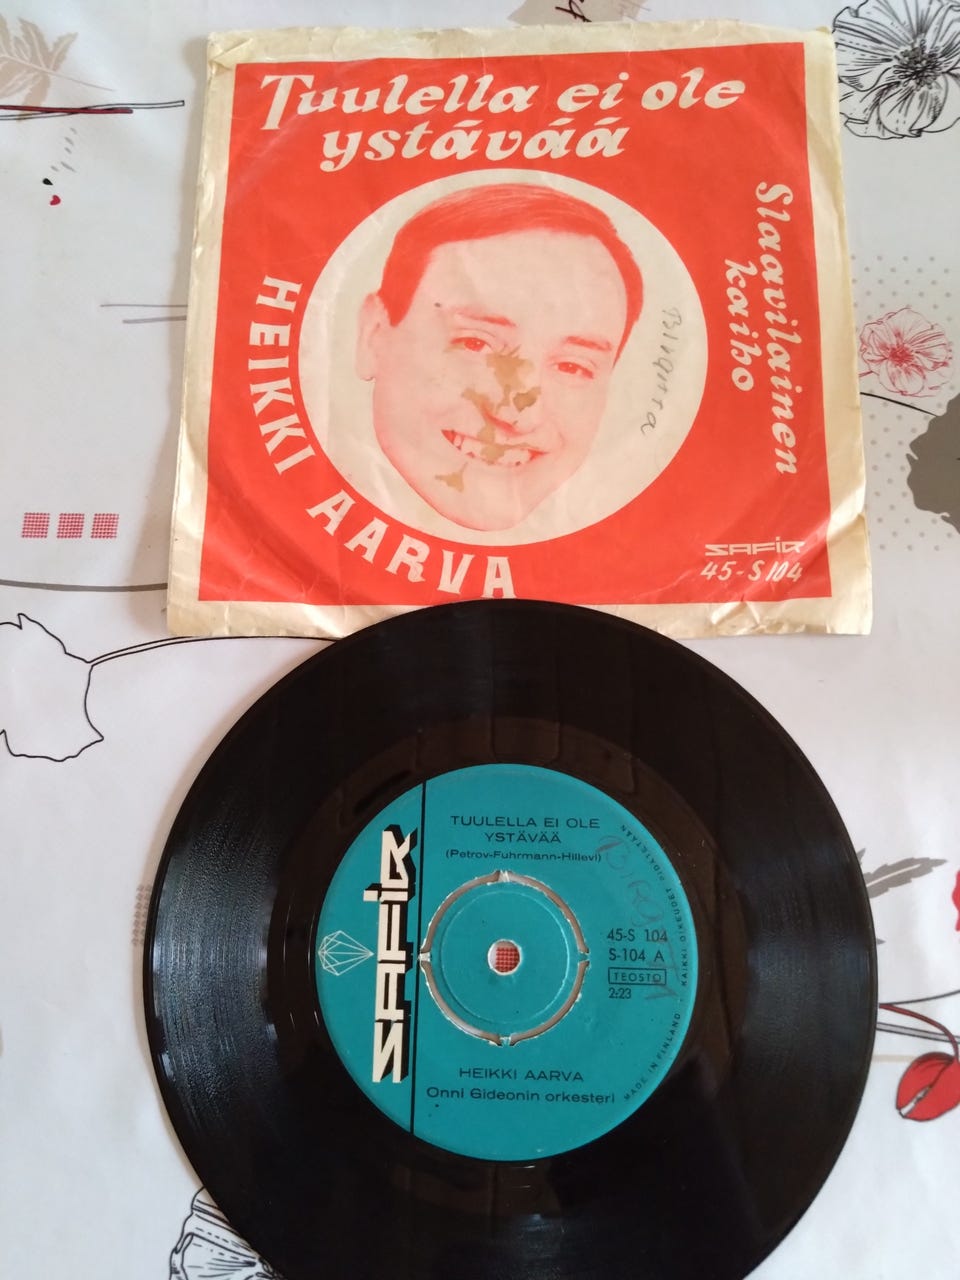 Tuulella ei ole
ystävää
Slaavilainen
kaiho
HEIKKI AARVA
SAFIR
45-S 104
SAFIR
TUULELLA EI OLE
YSTÄVÄÄ
(Petrov-Fuhrmann-Hillevi)
45-S 104
S-104 A
TEOSTO
2:23
HEIKKI AARVA
Onni Gideonin orkesteri
MADE IN FINLAND · KAIKKI OIKEUDET PIDÄTETÄÄN